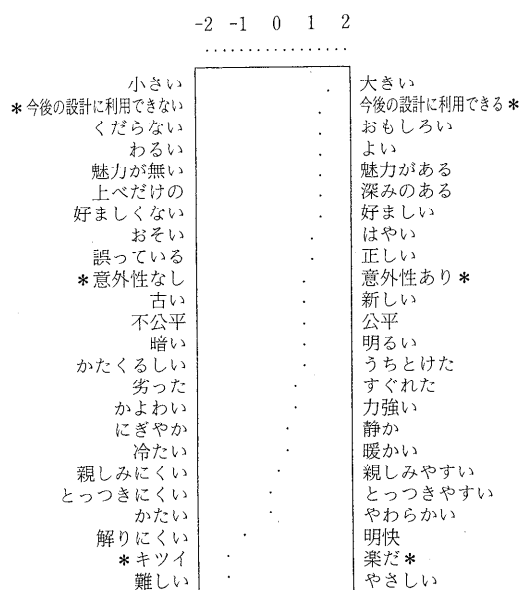 -2 -1 0 1 2
小さい 大きい
*今後の設計に利用できない 今後の設計に利用できる*
くだらない おもしろい
わるい よい
魅力が無い 魅力がある
上べだけの 深みのある
好ましくない 好ましい
おそい はやい
誤っている 正しい
*意外性なし 意外性あり*
古い 新しい
不公平 公平
暗い 明るい
かたくるしい うちとけた
劣った すぐれた
かよわい 力強い
にぎやか 静か
冷たい 暖かい
親しみにくい 親しみやすい
とっつきにくい とっつきやすい
かたい やわらかい
解りにくい 明快
*キツイ 楽だ*
難しい やさしい